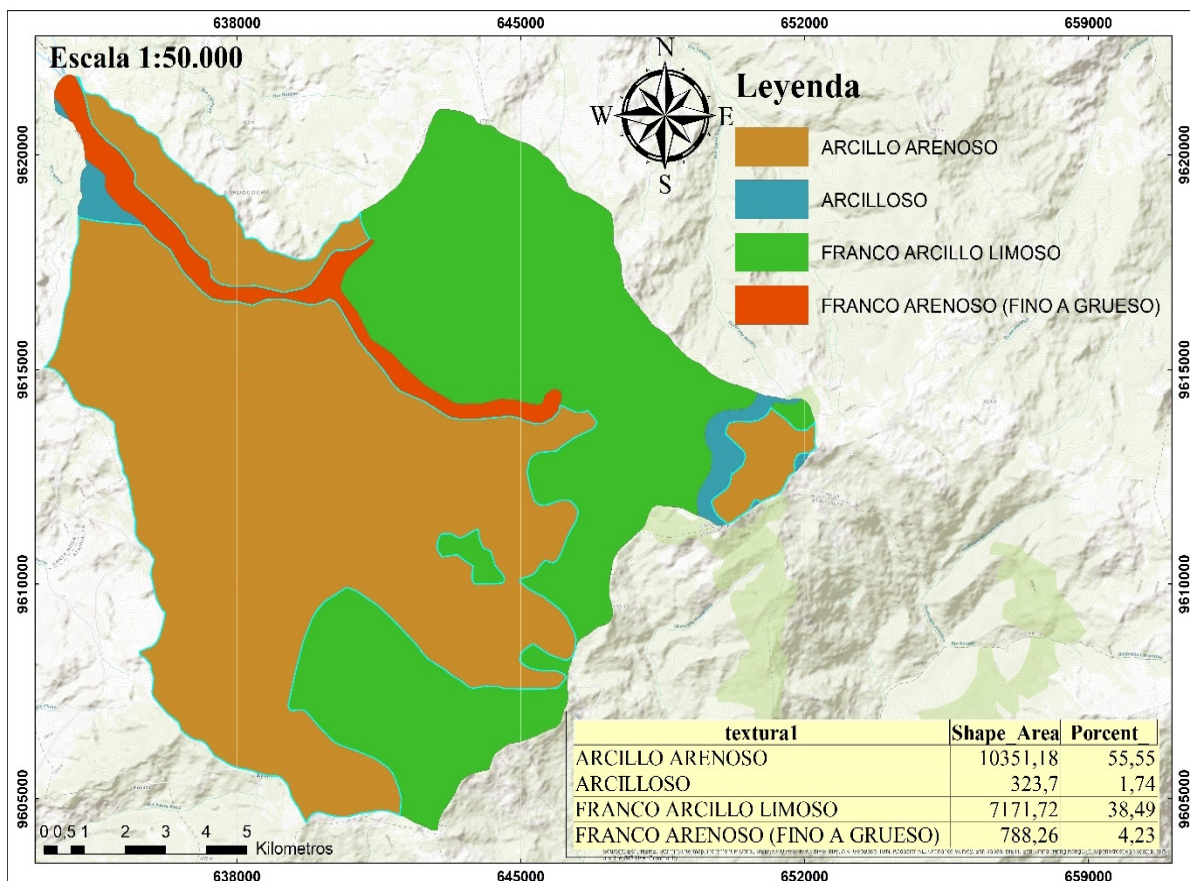 638000 645000 652000 659000
Escala 1:50.000
N
W E
S
Leyenda
ARCILLO ARENOSO
ARCILLOSO
FRANCO ARCILLO LIMOSO
FRANCO ARENOSO (FINO A GRUESO)
9620000 9620000
9615000 9615000
9610000 9610000
9605000 9605000
textura1 Shape_Area Porcent_
ARCILLO ARENOSO 10351,18 55,55
ARCILLOSO 323,7 1,74
FRANCO ARCILLO LIMOSO 7171,72 38,49
FRANCO ARENOSO (FINO A GRUESO) 788,26 4,23
0 0,5 1 2 3 4 5
Kilometros
638000 645000 652000 659000